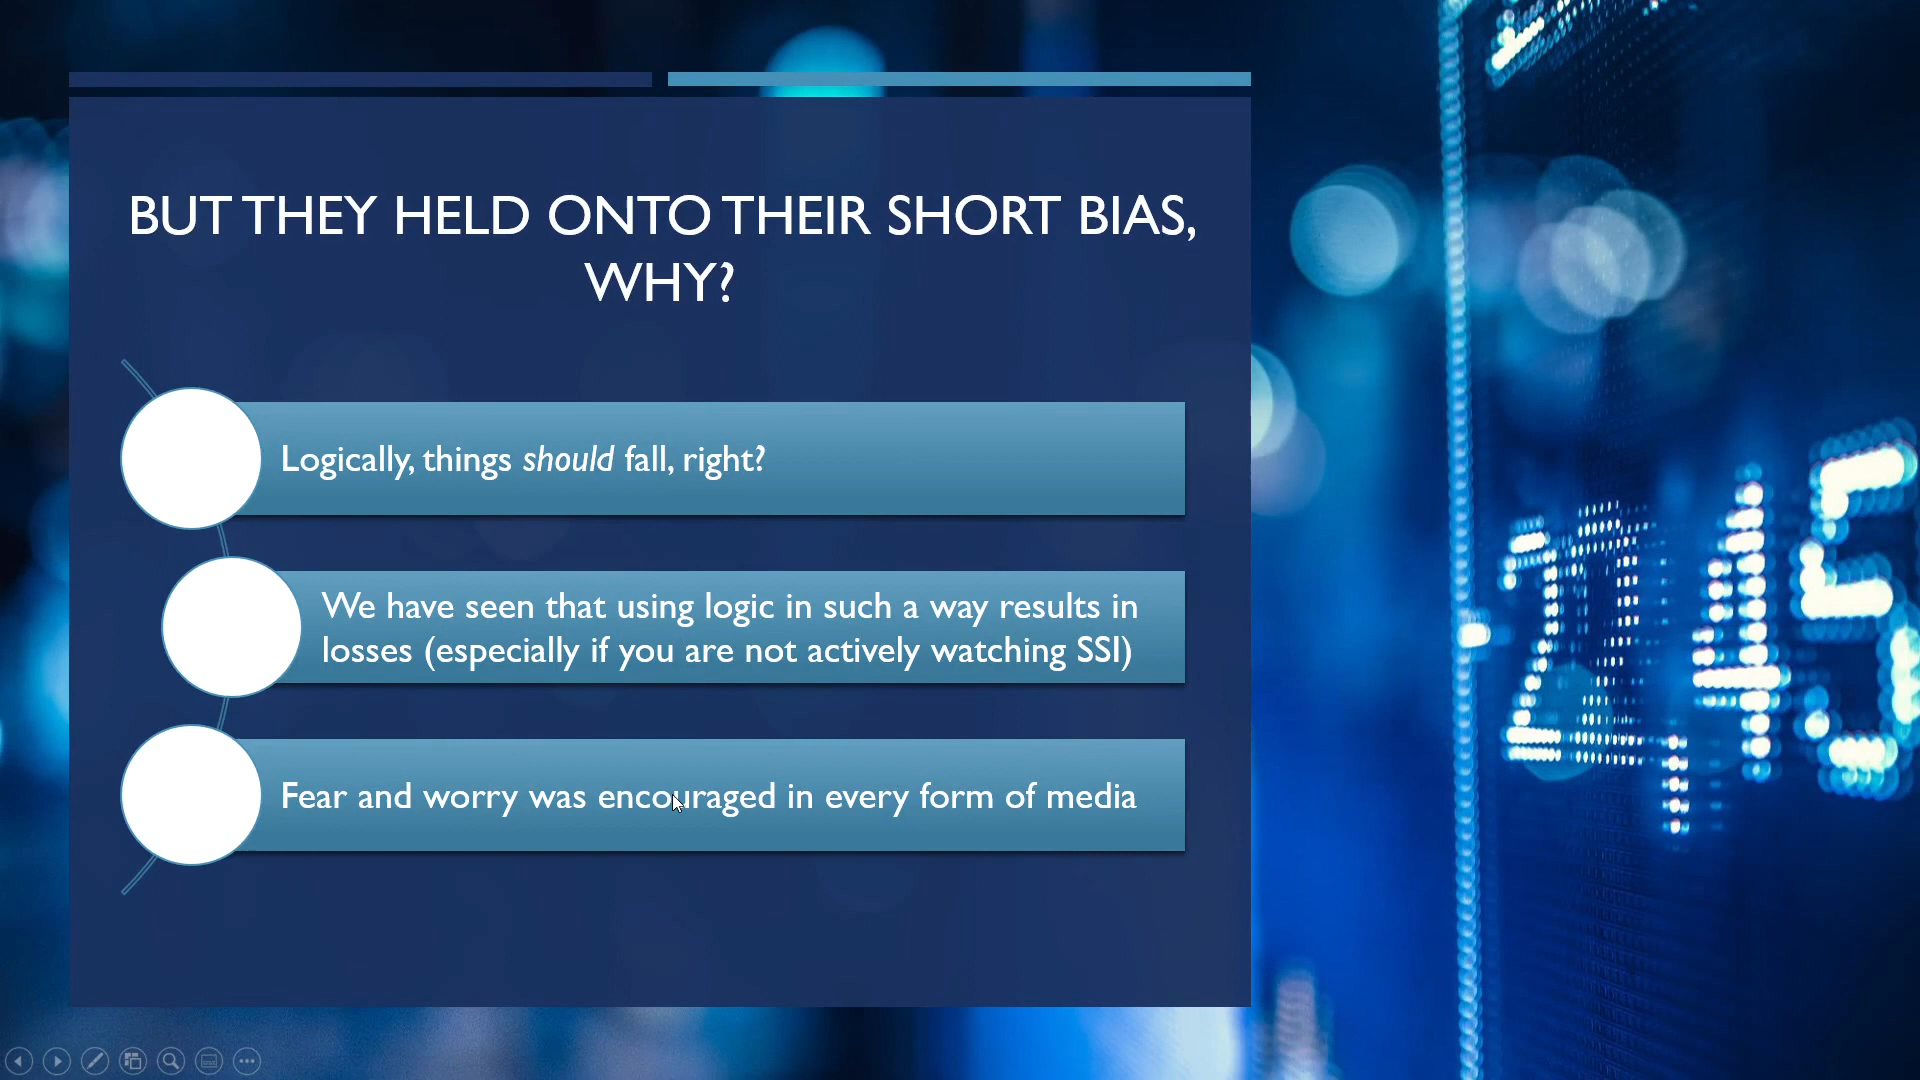 BUT THEY HELD ONTO THEIR SHORT BIAS,
WHY?
Logically, things should fall, right?
We have seen that using logic in such a way results in
losses (especially if you are not actively watching SSI)
Fear and worry was encouraged in every form of media